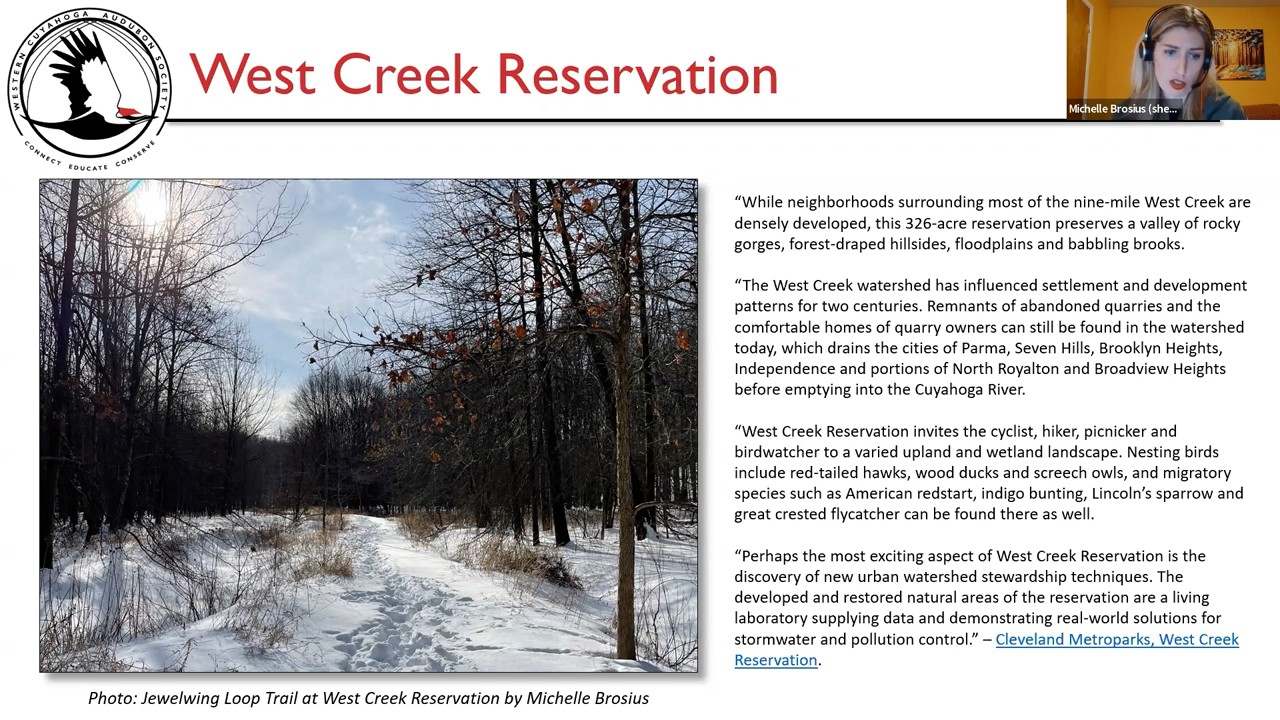 WESTERN CUYAHOGA AUDUBON SOCIETY
CONNECT EDUCATE CONSERVE
West Creek Reservation
Michelle Brosius (she...
“While neighborhoods surrounding most of the nine-mile West Creek are
densely developed, this 326-acre reservation preserves a valley of rocky
gorges, forest-draped hillsides, floodplains and babbling brooks.
“The West Creek watershed has influenced settlement and development
patterns for two centuries. Remnants of abandoned quarries and the
comfortable homes of quarry owners can still be found in the watershed
today, which drains the cities of Parma, Seven Hills, Brooklyn Heights,
Independence and portions of North Royalton and Broadview Heights
before emptying into the Cuyahoga River.
“West Creek Reservation invites the cyclist, hiker, picnicker and
birdwatcher to a varied upland and wetland landscape. Nesting birds
include red-tailed hawks, wood ducks and screech owls, and migratory
species such as American redstart, indigo bunting, Lincoln’s sparrow and
great crested flycatcher can be found there as well.
“Perhaps the most exciting aspect of West Creek Reservation is the
discovery of new urban watershed stewardship techniques. The
developed and restored natural areas of the reservation are a living
laboratory supplying data and demonstrating real-world solutions for
stormwater and pollution control.” – Cleveland Metroparks, West Creek
Reservation.
Photo: Jewelwing Loop Trail at West Creek Reservation by Michelle Brosius